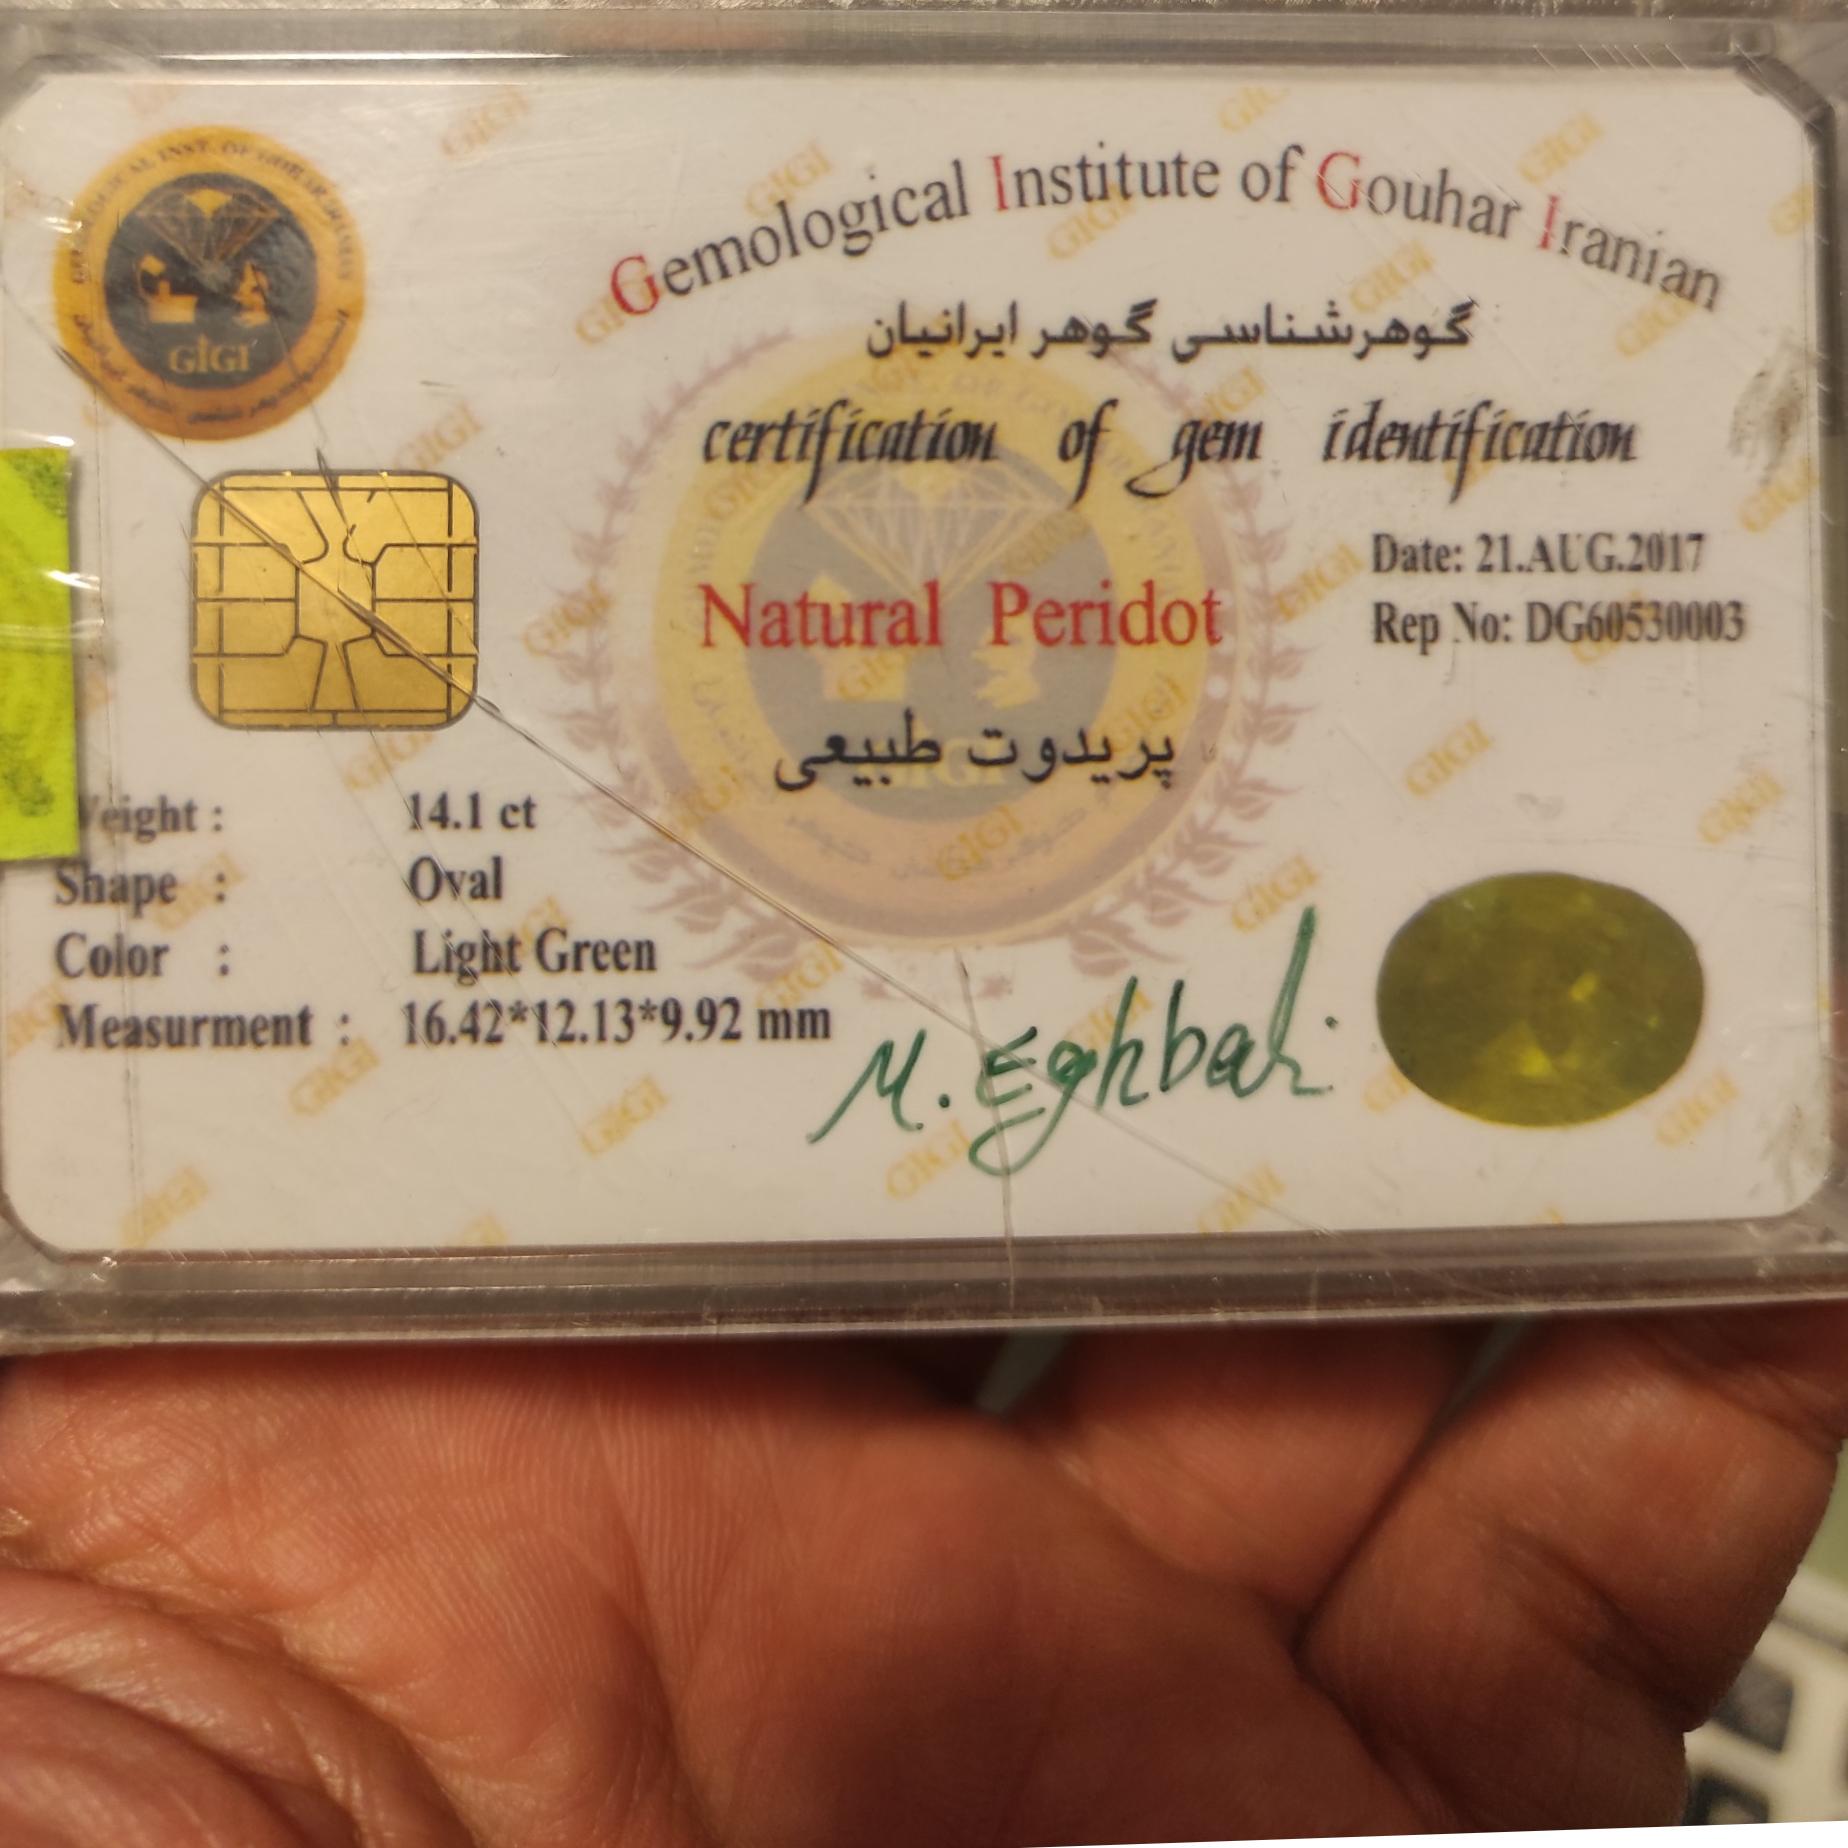 Gemological Institute of Gouhar Iranian
گوهرشناسی گوهر ایرانیان
certification of gem identification
Date: 21.AUG.2017
Rep No: DG60530003
Natural Peridot
پریدوت طبیعی
Weight : 14.1 ct
Shape : Oval
Color : Light Green
Measurment : 16.42*12.13*9.92 mm
M. Eghbali
GIGI